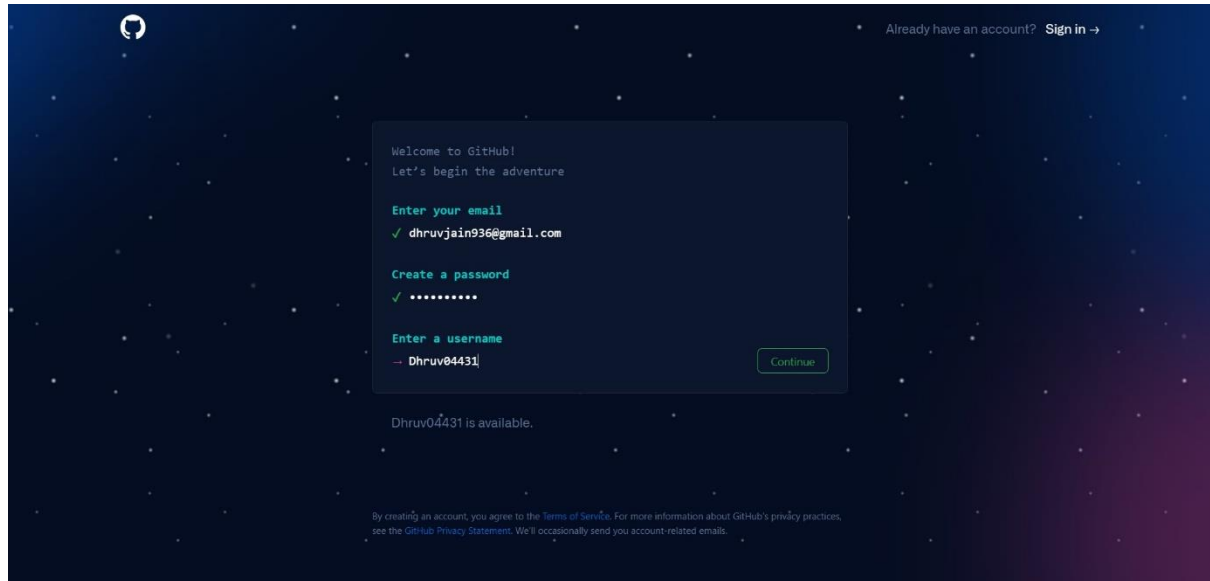 Already have an account? Sign in →
Welcome to GitHub!
Let's begin the adventure
Enter your email
✓ dhruvjain936@gmail.com
Create a password
✓ ••••••••••
Enter a username
→ Dhruv04431
Continue
Dhruv04431 is available.
By creating an account, you agree to the Terms of Service. For more information about GitHub's privacy practices,
see the GitHub Privacy Statement. We'll occasionally send you account-related emails.